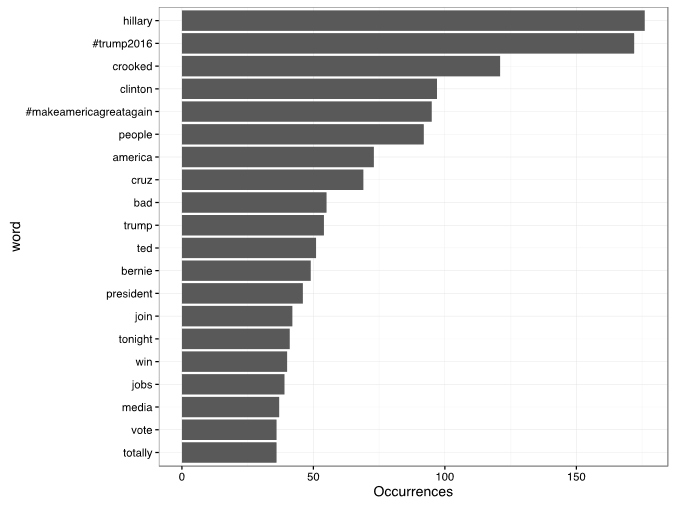 hillary
#trump2016
crooked
clinton
#makeamericagreatagain
people
america
cruz
bad
trump
ted
bernie
president
join
tonight
win
jobs
media
vote
totally
word
0 50 100 150
Occurrences